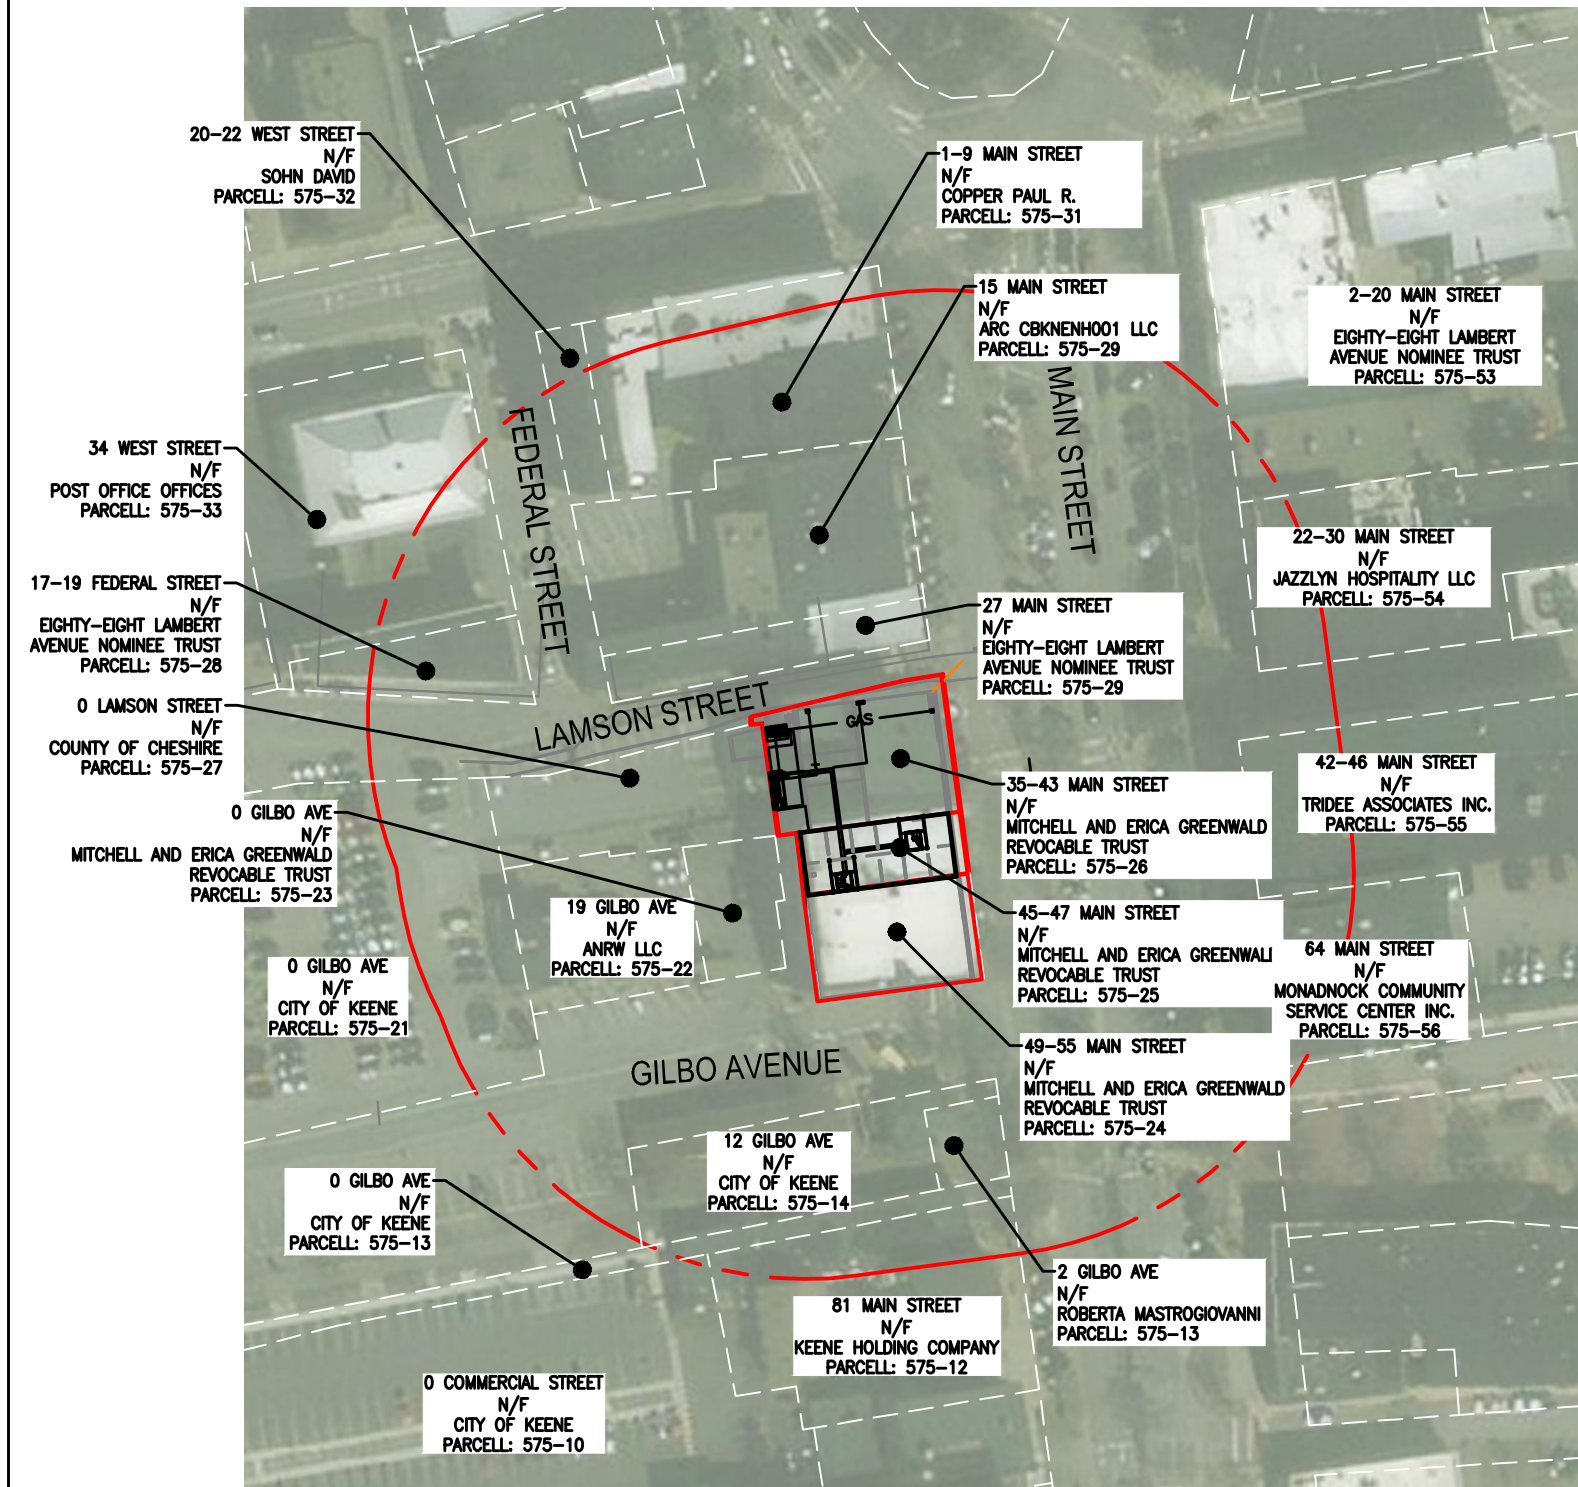 20-22 WEST STREET
N/F
SOHN DAVID
PARCELL: 575-32
1-9 MAIN STREET
N/F
COPPER PAUL R.
PARCELL: 575-31
15 MAIN STREET
N/F
ARC CBKNENH001 LLC
PARCELL: 575-29
2-20 MAIN STREET
N/F
EIGHTY-EIGHT LAMBERT
AVENUE NOMINEE TRUST
PARCELL: 575-53
MAIN STREET
FEDERAL STREET
34 WEST STREET
N/F
POST OFFICE OFFICES
PARCELL: 575-33
22-30 MAIN STREET
N/F
JAZZLYN HOSPITALITY LLC
PARCELL: 575-54
17-19 FEDERAL STREET
N/F
EIGHTY-EIGHT LAMBERT
AVENUE NOMINEE TRUST
PARCELL: 575-28
27 MAIN STREET
N/F
EIGHTY-EIGHT LAMBERT
AVENUE NOMINEE TRUST
PARCELL: 575-29
0 LAMSON STREET
N/F
COUNTY OF CHESHIRE
PARCELL: 575-27
LAMSON STREET
GAS
35-43 MAIN STREET
N/F
MITCHELL AND ERICA GREENWALD
REVOCABLE TRUST
PARCELL: 575-26
42-46 MAIN STREET
N/F
TRIDEE ASSOCIATES INC.
PARCELL: 575-55
0 GILBO AVE
N/F
MITCHELL AND ERICA GREENWALD
REVOCABLE TRUST
PARCELL: 575-23
19 GILBO AVE
N/F
ANRW LLC
PARCELL: 575-22
45-47 MAIN STREET
N/F
MITCHELL AND ERICA GREENWALI
REVOCABLE TRUST
PARCELL: 575-25
64 MAIN STREET
N/F
MONADNOCK COMMUNITY
SERVICE CENTER INC.
PARCELL: 575-56
0 GILBO AVE
N/F
CITY OF KEENE
PARCELL: 575-21
49-55 MAIN STREET
N/F
MITCHELL AND ERICA GREENWALD
REVOCABLE TRUST
PARCELL: 575-24
GILBO AVENUE
12 GILBO AVE
N/F
CITY OF KEENE
PARCELL: 575-14
0 GILBO AVE
N/F
CITY OF KEENE
PARCELL: 575-13
2 GILBO AVE
N/F
ROBERTA MASTROGIOVANNI
PARCELL: 575-13
81 MAIN STREET
N/F
KEENE HOLDING COMPANY
PARCELL: 575-12
0 COMMERCIAL STREET
N/F
CITY OF KEENE
PARCELL: 575-10